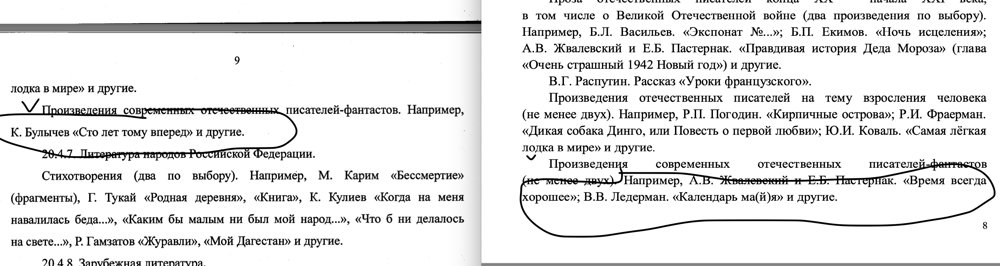 9
лодка в мире» и другие.
Произведения современных отечественных писателей-фантастов. Например,
К. Булычев «Сто лет тому вперед» и другие.
20.4.7. Литература народов Российской Федерации.
Стихотворения (два по выбору). Например, М. Карим «Бессмертие»
(фрагменты), Г. Тукай «Родная деревня», «Книга», К. Кулиев «Когда на меня
навалилась беда...», «Каким бы малым ни был мой народ...», «Что б ни делалось
на свете...», Р. Гамзатов «Журавли», «Мой Дагестан» и другие.
20.4.8. Зарубежная литература.
Проза отечественных писателей конца XX начала XXI века,
в том числе о Великой Отечественной войне (два произведения по выбору).
Например, Б.Л. Васильев. «Экспонат №...»; Б.П. Екимов. «Ночь исцеления»;
А.В. Жвалевский и Е.Б. Пастернак. «Правдивая история Деда Мороза» (глава
«Очень страшный 1942 Новый год») и другие.
В.Г. Распутин. Рассказ «Уроки французского».
Произведения отечественных писателей на тему взросления человека
(не менее двух). Например, Р.П. Погодин. «Кирпичные острова»; Р.И. Фраерман.
«Дикая собака Динго, или Повесть о первой любви»; Ю.И. Коваль. «Самая лёгкая
лодка в мире» и другие.
Произведения современных отечественных писателей-фантастов
(не менее двух). Например, А.В. Жвалевский и Е.Б. Пастернак. «Время всегда
хорошее»; В.В. Ледерман. «Календарь ма(й)я» и другие.
8